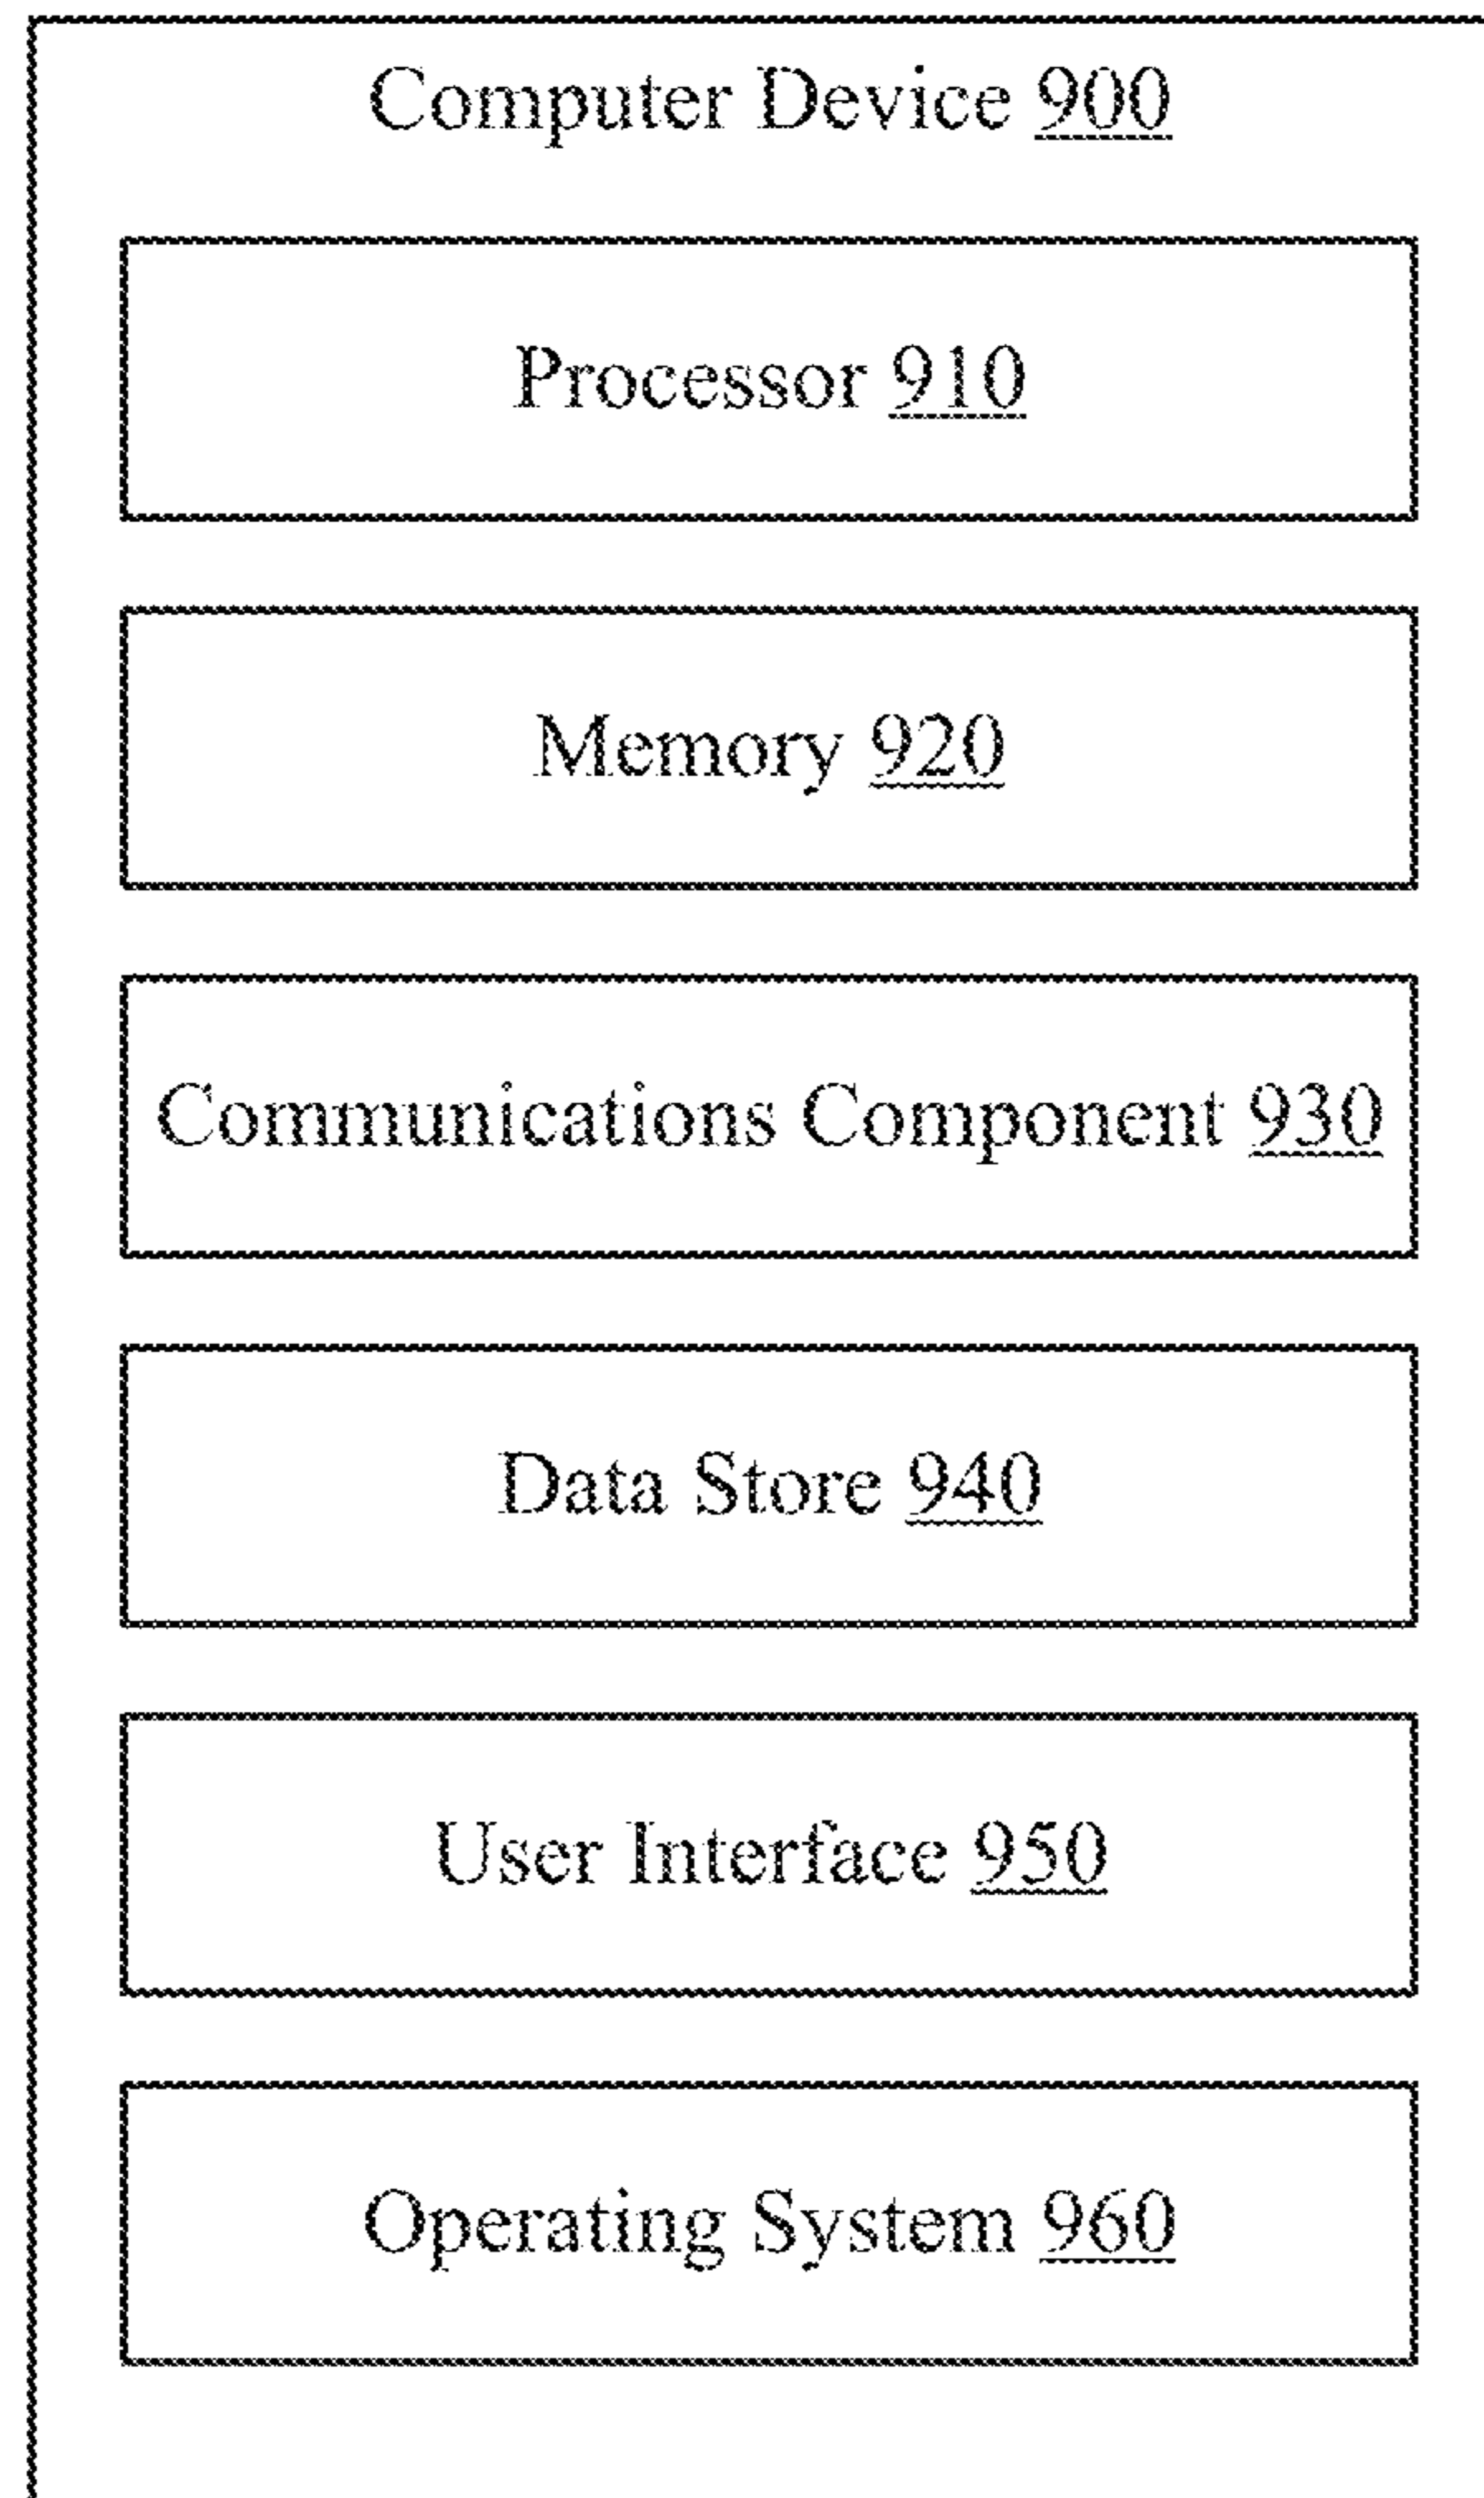 Computer Device 900
Processor 910
Memory 920
Communications Component 930
Data Store 940
User Interface 950
Operating System 960